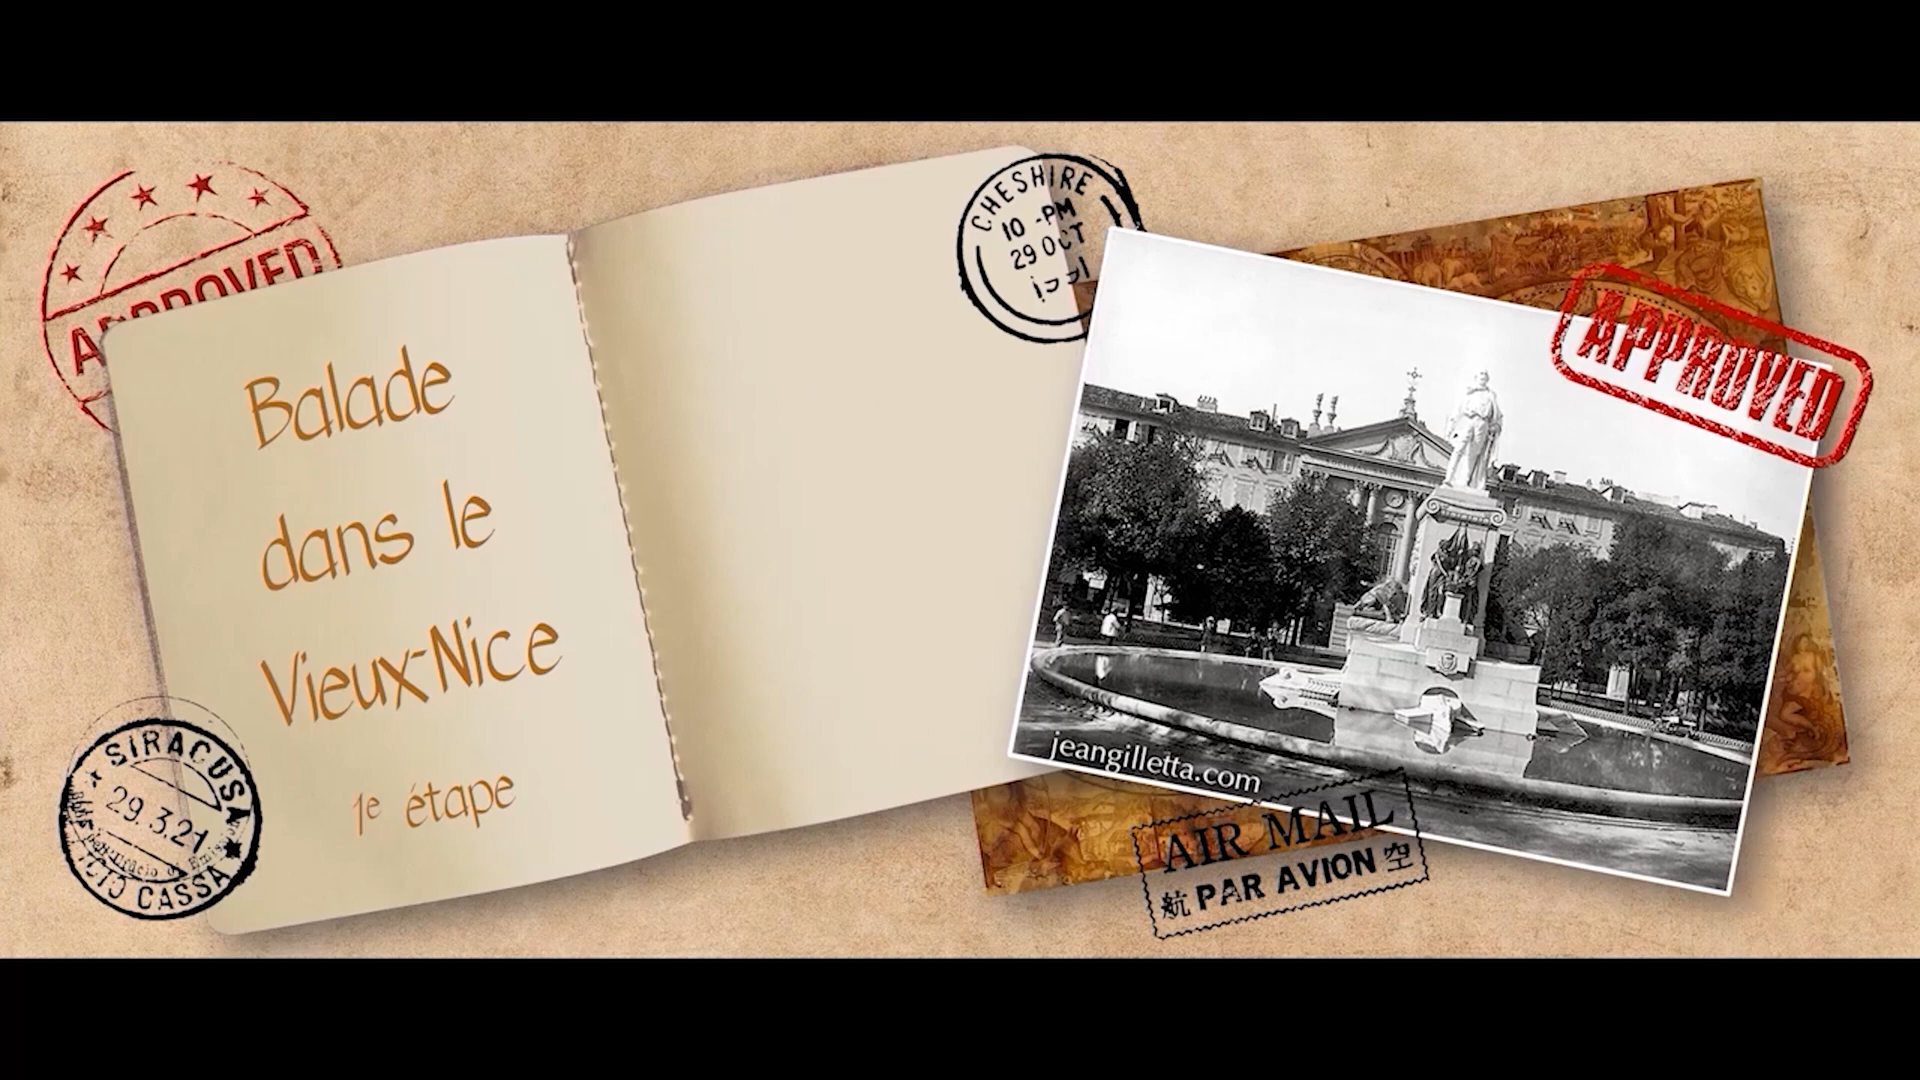 APPROVED
Balade
dans le
Vieux-Nice
1e étape
SIRACUSA
29.3.21
CASSA
CHESHIRE
10 -PM
29 OCT
APPROVED
jeangilletta.com
AIR MAIL
航 PAR AVION 空